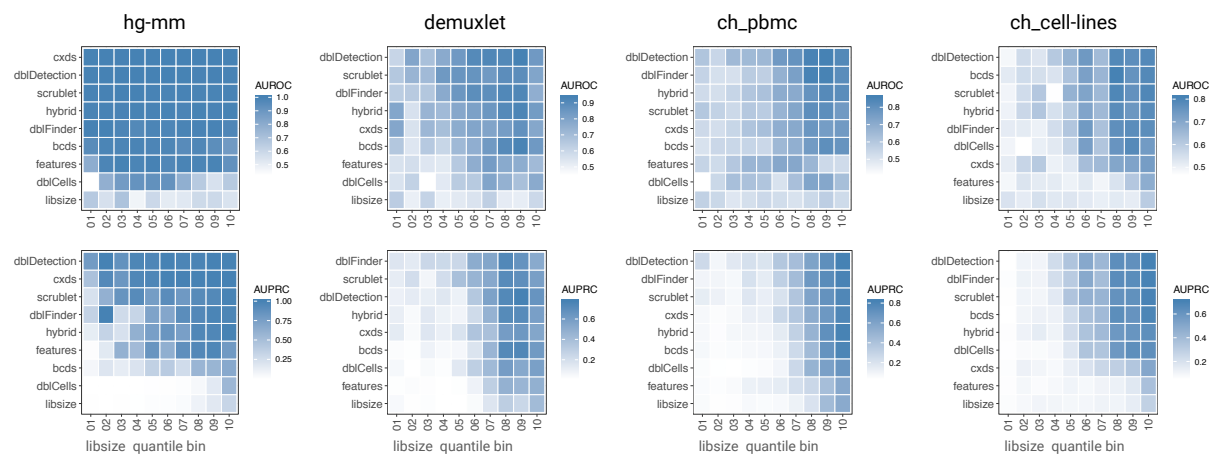 hg-mm
demuxlet
ch_pbmc
ch_cell-lines
cxds
dblDetection
scrublet
hybrid
dblFinder
bcds
features
dblCells
libsize
01 02 03 04 05 06 07 08 09 10
AUROC
1.0
0.9
0.8
0.7
0.6
0.5
dblDetection
scrublet
dblFinder
hybrid
cxds
bcds
features
dblCells
libsize
01 02 03 04 05 06 07 08 09 10
AUROC
0.9
0.8
0.7
0.6
0.5
dblDetection
dblFinder
hybrid
scrublet
cxds
bcds
features
dblCells
libsize
01 02 03 04 05 06 07 08 09 10
AUROC
0.8
0.7
0.6
0.5
dblDetection
bcds
scrublet
hybrid
dblFinder
dblCells
cxds
features
libsize
01 02 03 04 05 06 07 08 09 10
AUROC
0.8
0.7
0.6
0.5
dblDetection
cxds
scrublet
dblFinder
hybrid
features
bcds
dblCells
libsize
01 02 03 04 05 06 07 08 09 10
libsize quantile bin
AUPRC
1.00
0.75
0.50
0.25
dblFinder
scrublet
dblDetection
hybrid
cxds
bcds
dblCells
features
libsize
01 02 03 04 05 06 07 08 09 10
libsize quantile bin
AUPRC
0.6
0.4
0.2
dblDetection
dblFinder
scrublet
cxds
hybrid
bcds
dblCells
features
libsize
01 02 03 04 05 06 07 08 09 10
libsize quantile bin
AUPRC
0.8
0.6
0.4
0.2
dblDetection
dblFinder
scrublet
bcds
hybrid
dblCells
cxds
features
libsize
01 02 03 04 05 06 07 08 09 10
libsize quantile bin
AUPRC
0.6
0.4
0.2